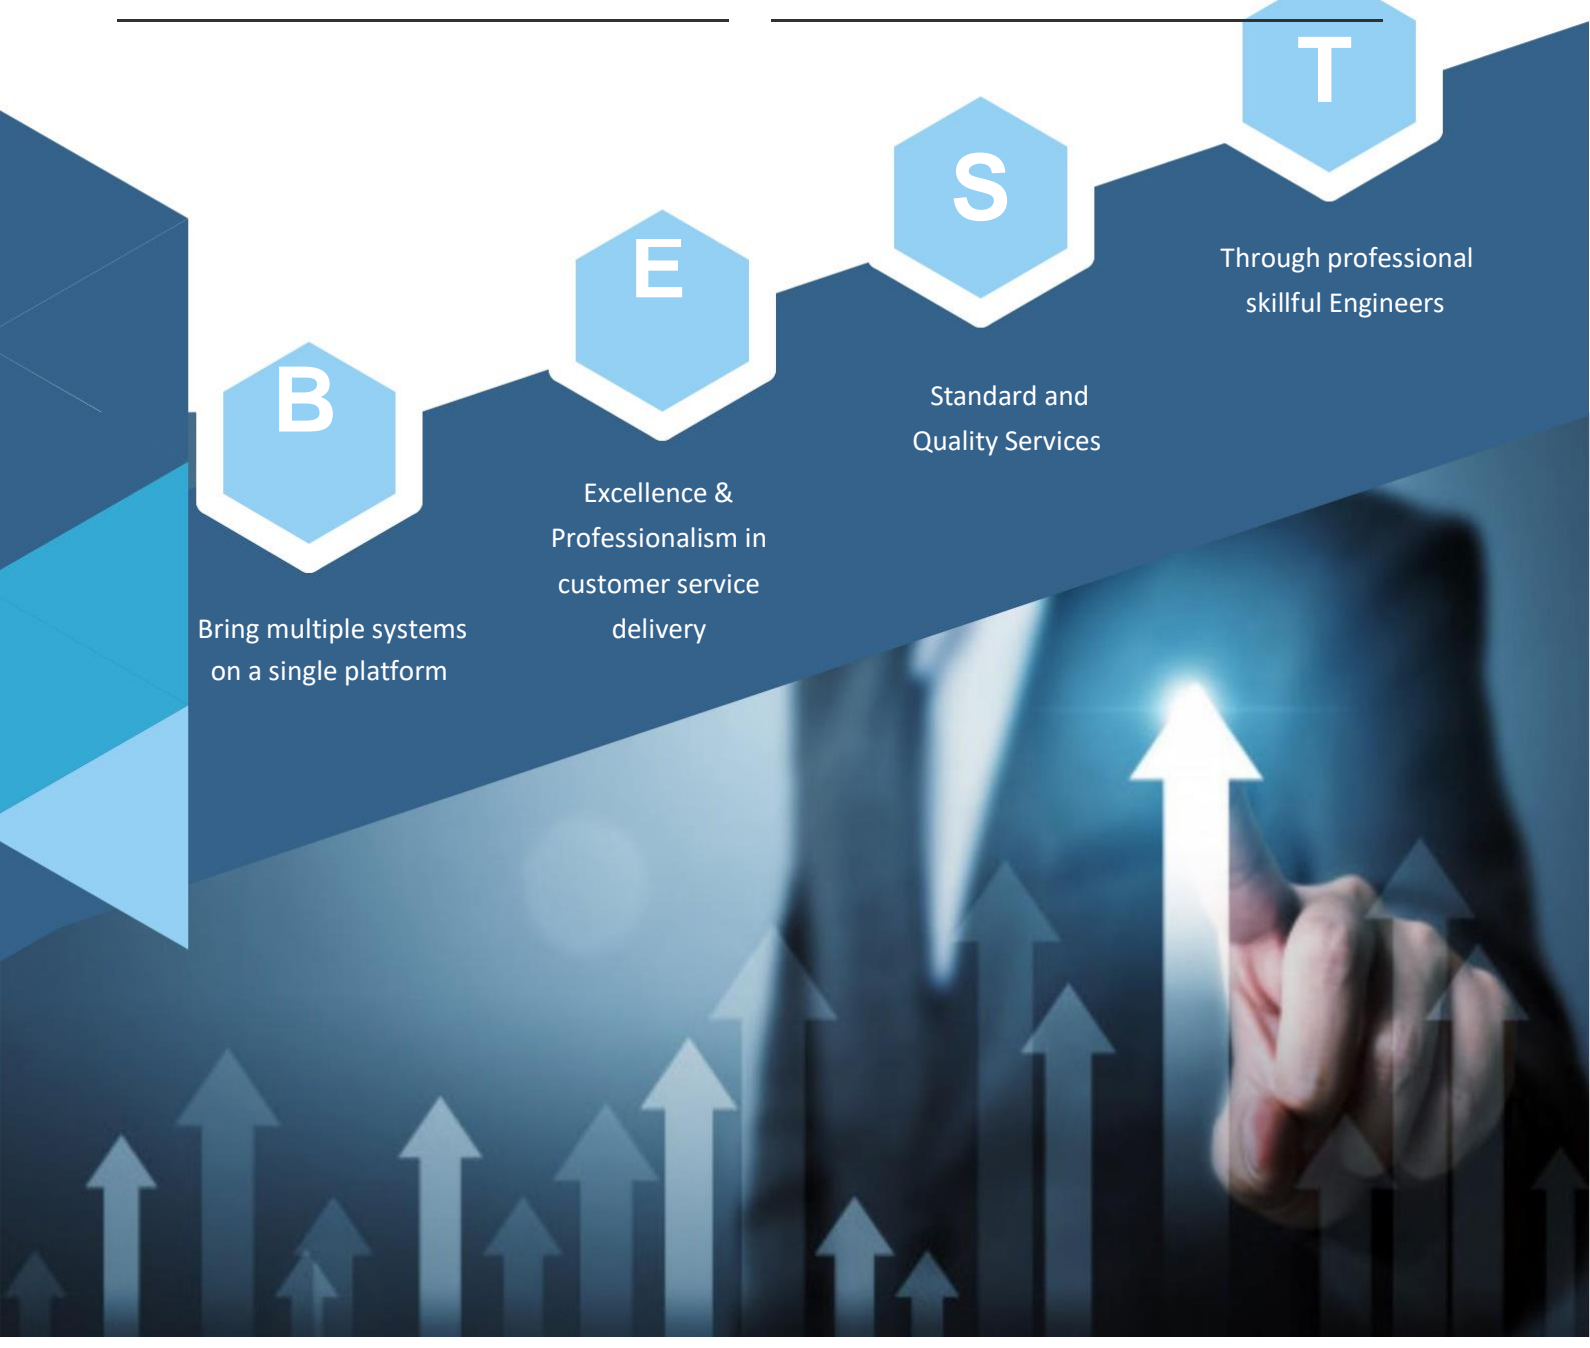 B
Bring multiple systems
on a single platform
E
Excellence &
Professionalism in
customer service
delivery
S
Standard and
Quality Services
T
Through professional
skillful Engineers